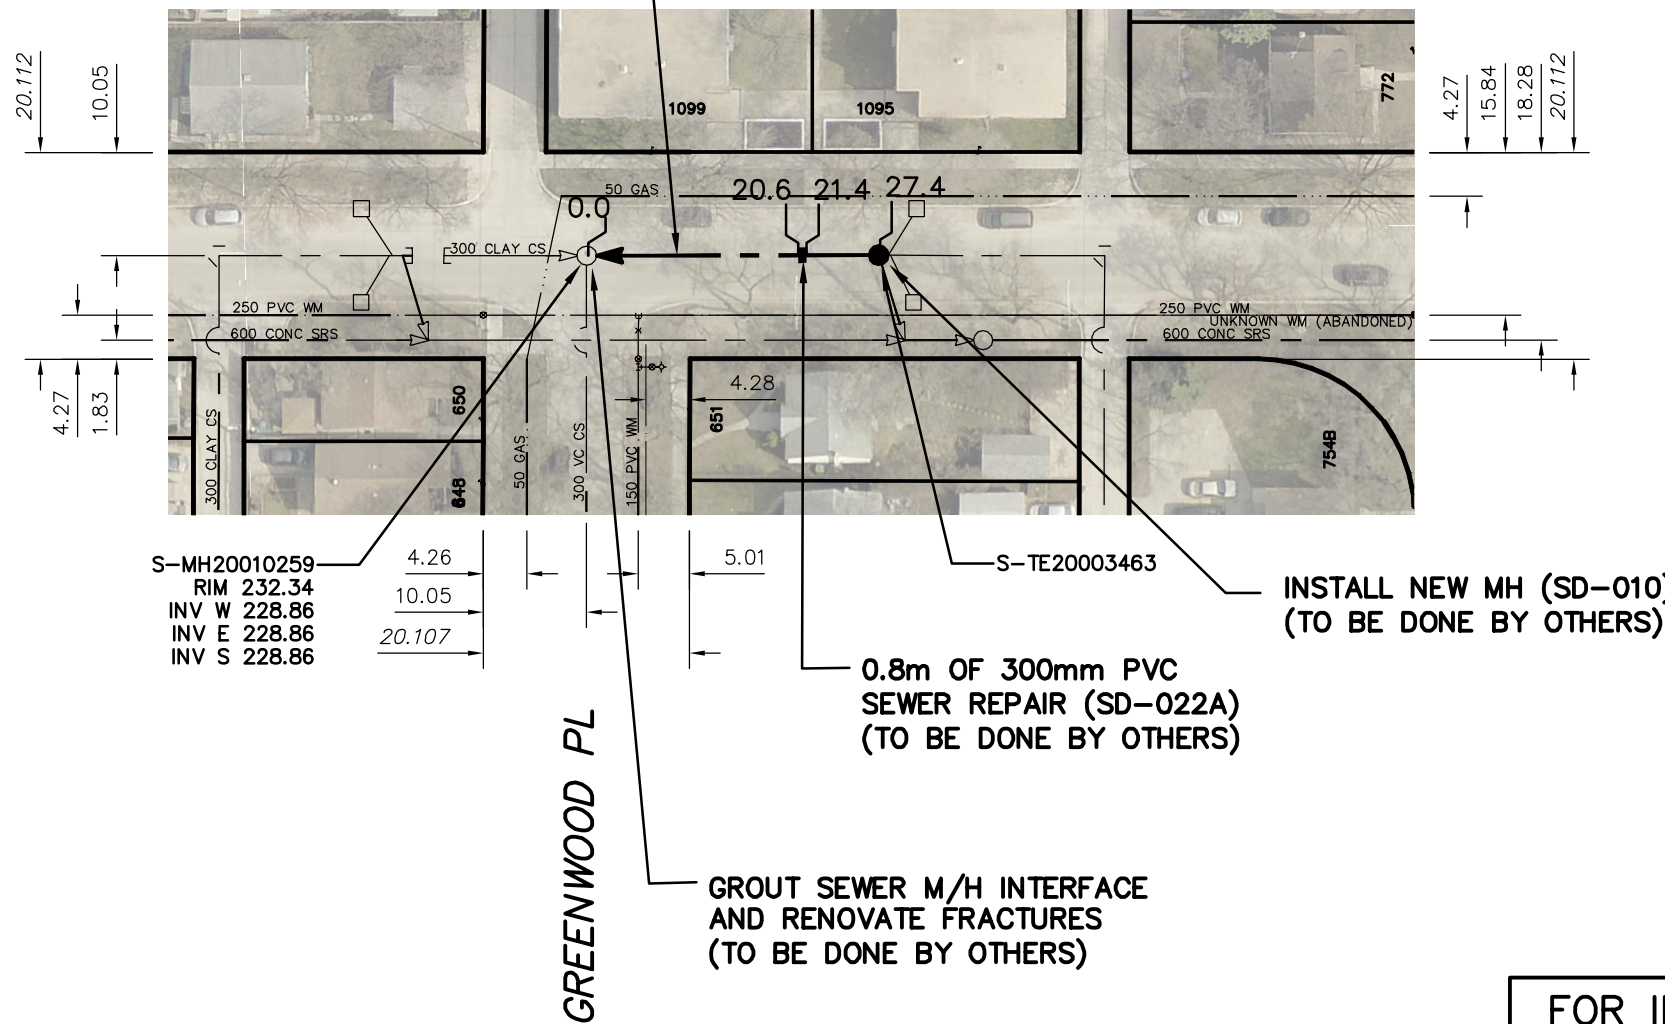 20.112
10.05
1099
1095
772
4.27
15.84
18.28
20.112
50 GAS
20.6
21.4
27.4
0.0
300 CLAY CS
250 PVC WM
250 PVC WM
UNKNOWN WM (ABANDONED)
600 CONC SRS
600 CONC SRS
4.27
1.83
300 CLAY CS
650
648
50 GAS
300 VC CS
150 PVC WM
4.28
651
754B
S-MH20010259
RIM 232.34
INV W 228.86
INV E 228.86
INV S 228.86
4.26
10.05
20.107
5.01
S-TE20003463
INSTALL NEW MH (SD-010)
(TO BE DONE BY OTHERS)
0.8m OF 300mm PVC
SEWER REPAIR (SD-022A)
(TO BE DONE BY OTHERS)
GREENWOOD PL
GROUT SEWER M/H INTERFACE
AND RENOVATE FRACTURES
(TO BE DONE BY OTHERS)
FOR